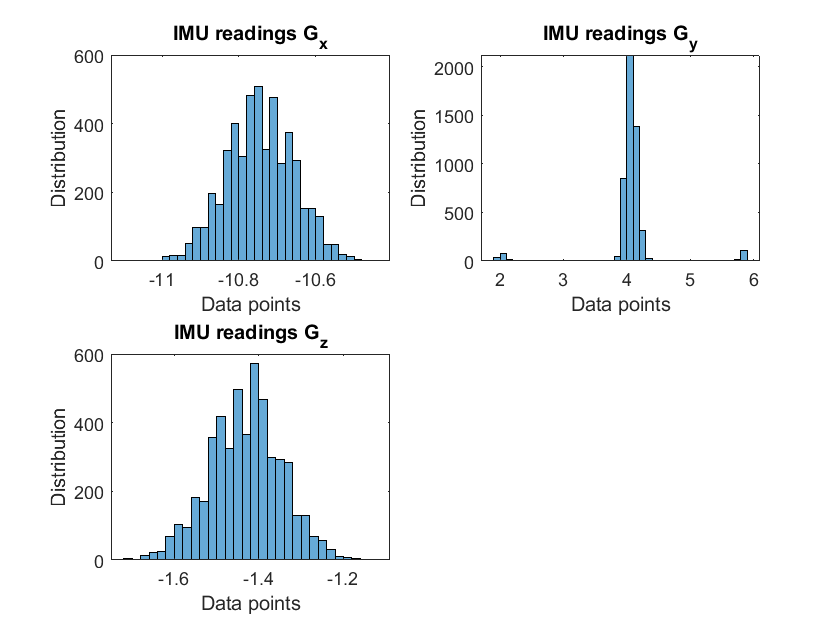 IMU readings Gx
600
400
200
0
Distribution
-11 -10.8 -10.6
Data points
IMU readings Gy
2000
1500
1000
500
0
Distribution
2 3 4 5 6
Data points
IMU readings Gz
600
400
200
0
Distribution
-1.6 -1.4 -1.2
Data points